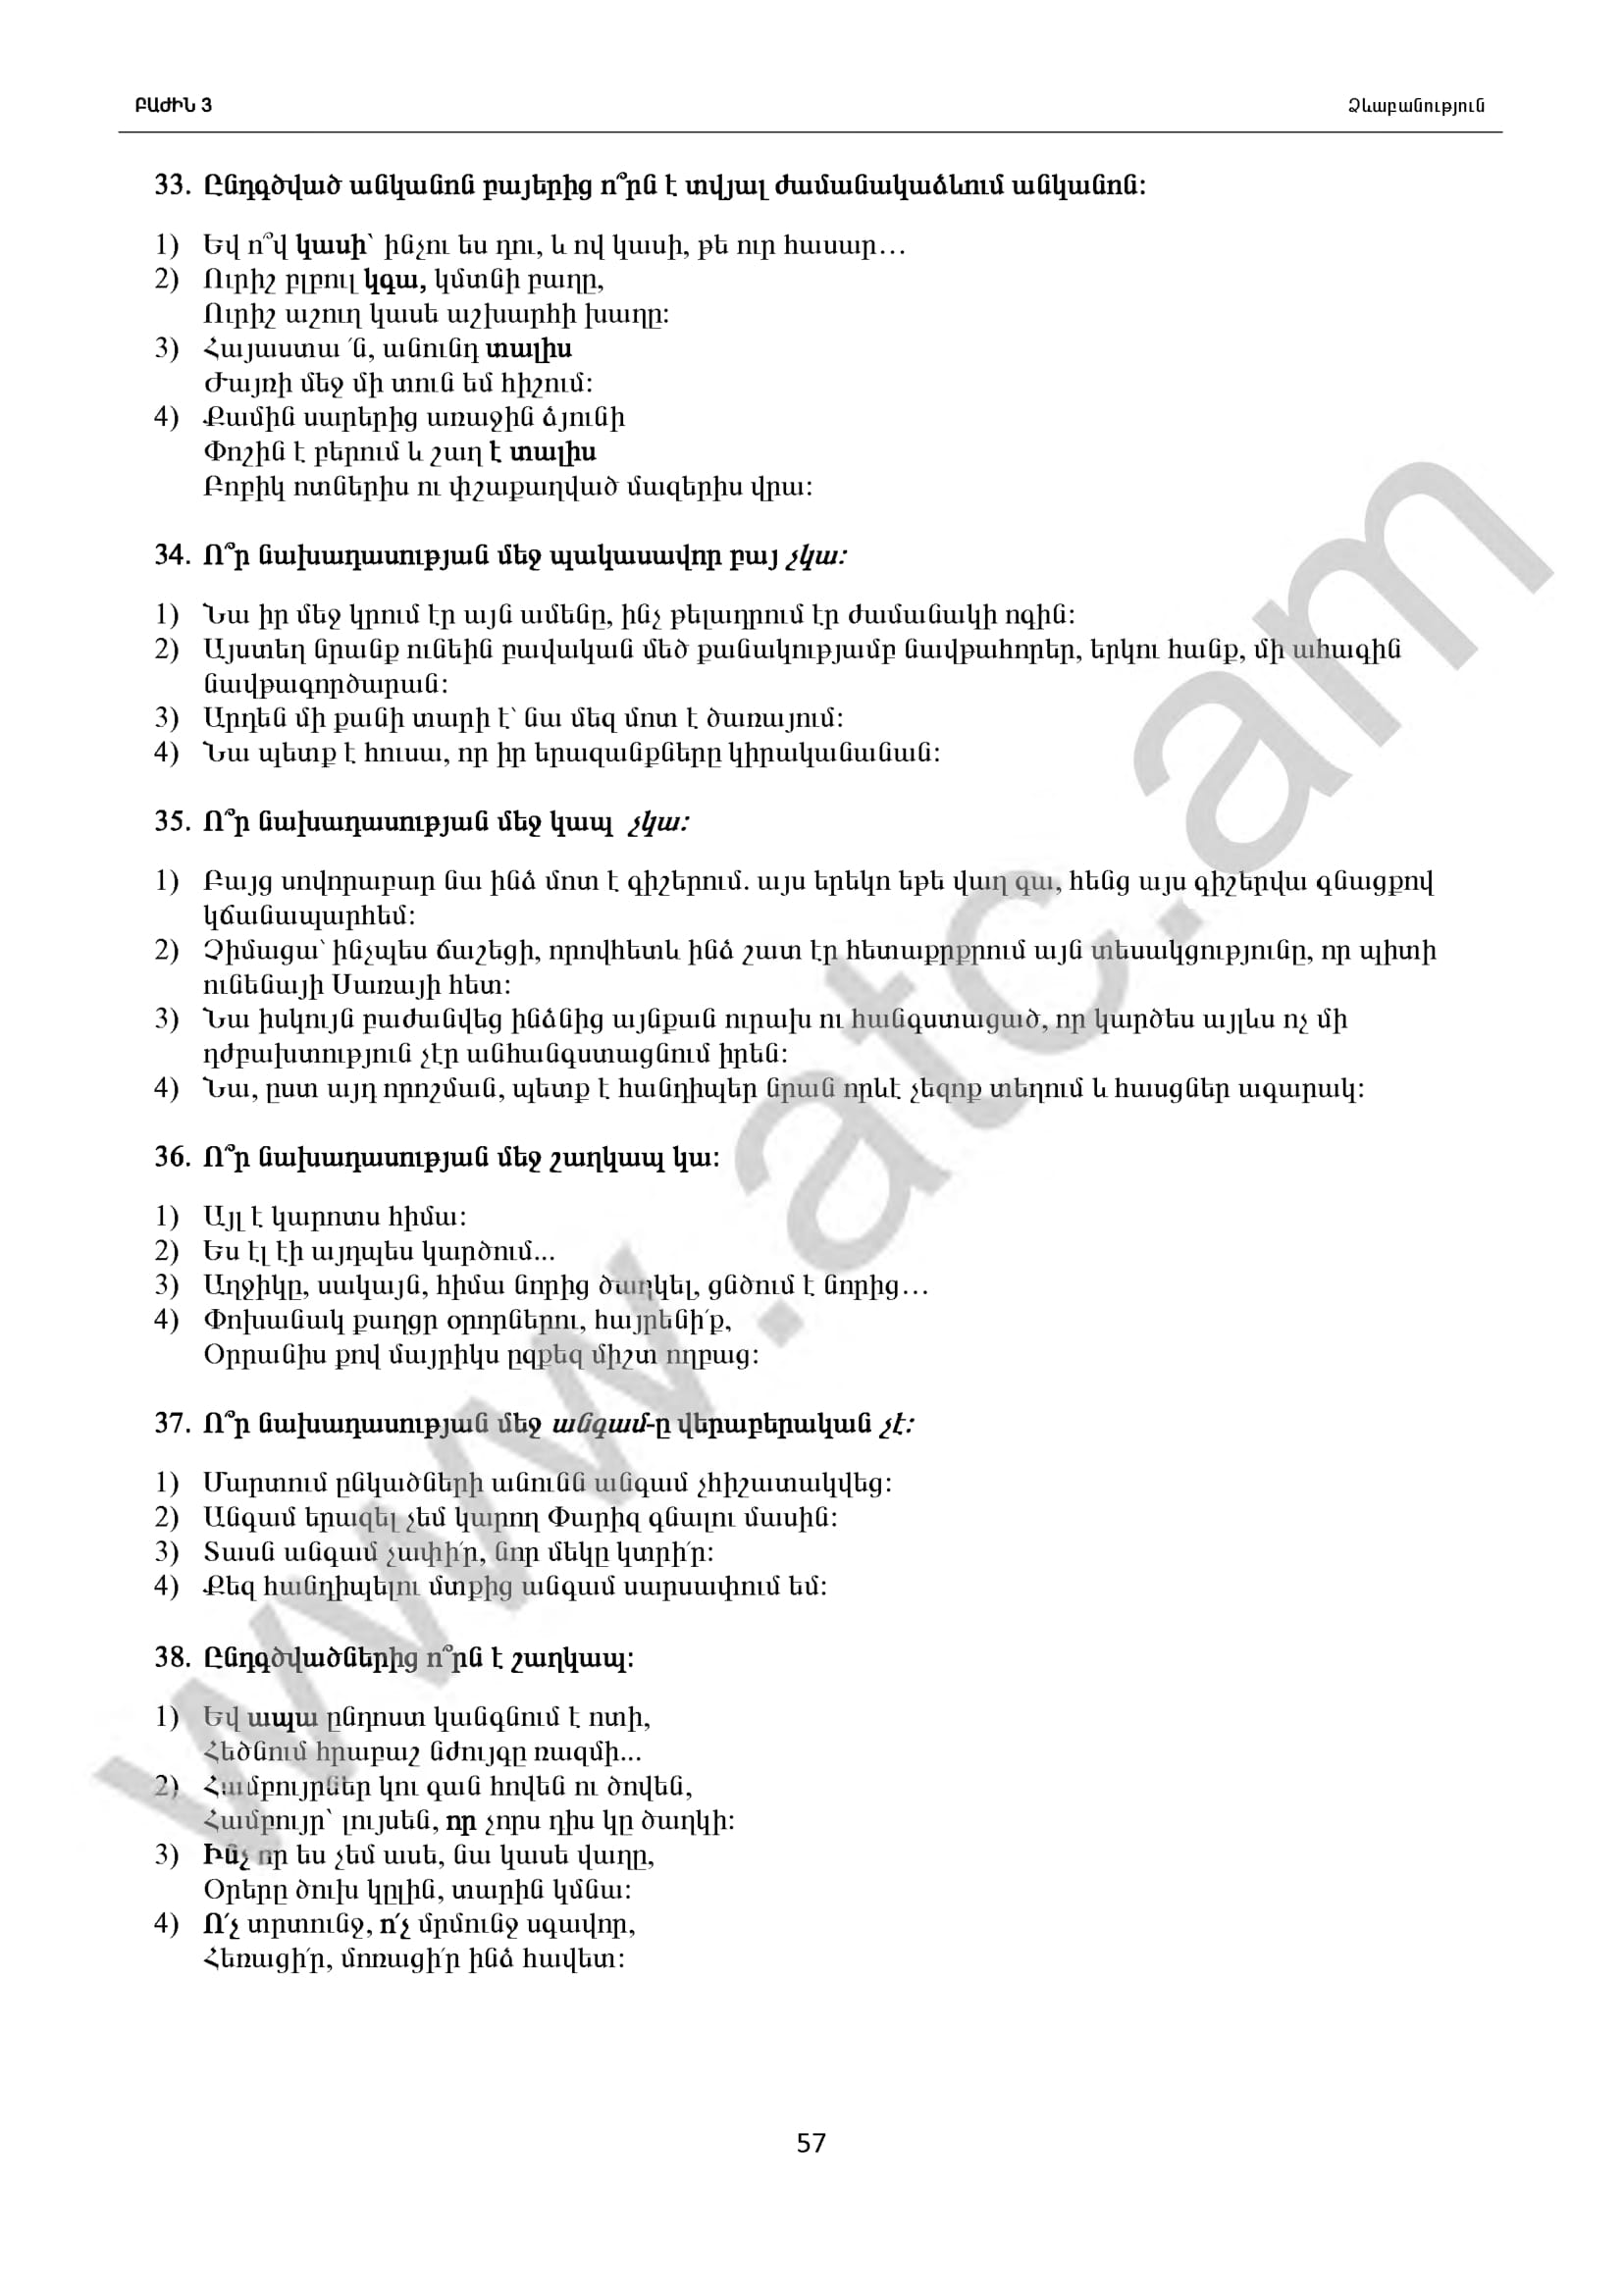 ԲԱԺԻՆ 3
Ձևաբանություն
33. Ընդգծված անկանոն բայերից ո՞րն է տվյալ ժամանակաձևում անկանոն:
1) Եվ ո՞վ կասի՝ ինչու ես դու, և ով կասի, թե ուր հասար…
2) Ուրիշ բլբուլ կգա, կմտնի բաղը,
Ուրիշ աշուղ կասե աշխարհի խաղը:
3) Հայաստա՜ն, անունդ տալիս
Ժայռի մեջ մի տուն եմ հիշում:
4) Քամին սարերից առաջին ձյունի
Փոշին է բերում և շաղ է տալիս
Բոբիկ ոտներիս ու փշաքաղված մազերիս վրա:
34. Ո՞ր նախադասության մեջ պակասավոր բայ չկա:
1) Նա իր մեջ կրում էր այն ամենը, ինչ թելադրում էր ժամանակի ոգին:
2) Այստեղ նրանք ունեին բավական մեծ քանակությամբ նավթահորեր, երկու հանք, մի ահագին
նավթագործարան:
3) Արդեն մի քանի տարի է՝ նա մեզ մոտ է ծառայում:
4) Նա պետք է հուսա, որ իր երազանքները կիրականանան:
35. Ո՞ր նախադասության մեջ կապ չկա:
1) Բայց սովորաբար նա ինձ մոտ է գիշերում. այս երեկո եթե վաղ գա, հենց այս գիշերվա գնացքով
կճանապարհեմ:
2) Չիմացա՝ ինչպես ճաշեցի, որովհետև ինձ շատ էր հետաքրքրում այն տեսակցությունը, որ պիտի
ունենայի Սառայի հետ:
3) Նա իսկույն բաժանվեց ինձնից այնքան ուրախ ու հանգստացած, որ կարծես այլևս ոչ մի
դժբախտություն չէր անհանգստացնում իրեն:
4) Նա, ըստ այդ որոշման, պետք է հանդիպեր նրան որևէ չեզոք տեղում և հասցներ ագարակ:
36. Ո՞ր նախադասության մեջ շաղկապ կա:
1) Այլ է կարոտս հիմա:
2) Ես էլ էի այդպես կարծում...
3) Աղջիկը, սակայն, հիմա նորից ծաղկել, ցնծում է նորից…
4) Փոխանակ քաղցր օրորներու, հայրենի՛ք,
Օրրանիս քով մայրիկս ըզքեզ միշտ ողբաց:
37. Ո՞ր նախադասության մեջ անգամ-ը վերաբերական չէ:
1) Մարտում ընկածների անունն անգամ չհիշատակվեց:
2) Անգամ երազել չեմ կարող Փարիզ գնալու մասին:
3) Տասն անգամ չափի՛ր, նոր մեկը կտրի՛ր:
4) Քեզ հանդիպելու մտքից անգամ սարսափում եմ:
38. Ընդգծվածներից ո՞րն է շաղկապ:
1) Եվ ապա ընդոստ կանգնում է ոտի,
Հեծնում հրաբաշ նժույգը ռազմի...
2) Համբույրներ կու գան հովեն ու ծովեն,
Համբույր՝ լույսեն, որ չորս դիս կը ծաղկի:
3) Ինչ որ ես չեմ ասե, նա կասե վաղը,
Օրերը ծուխ կըլին, տարին կմնա:
4) Ո՛չ տրտունջ, ո՛չ մրմունջ սգավոր,
Հեռացի՛ր, մոռացի՛ր ինձ հավետ:
www.atc.am
57